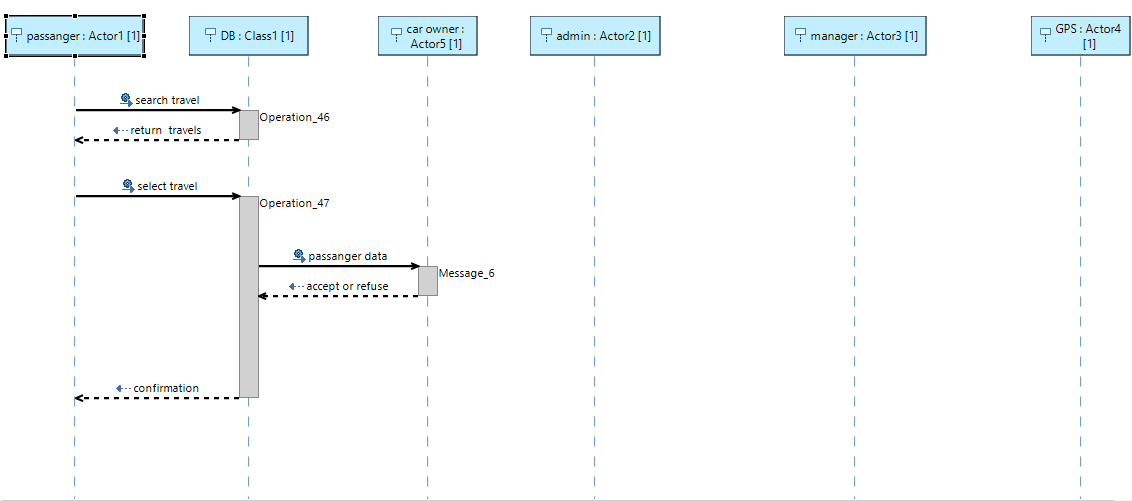 passanger : Actor1 [1]
DB : Class1 [1]
car owner :
Actor5 [1]
admin : Actor2 [1]
manager : Actor3 [1]
GPS : Actor4
[1]
search travel
Operation_46
return travels
select travel
Operation_47
passanger data
Message_6
accept or refuse
confirmation